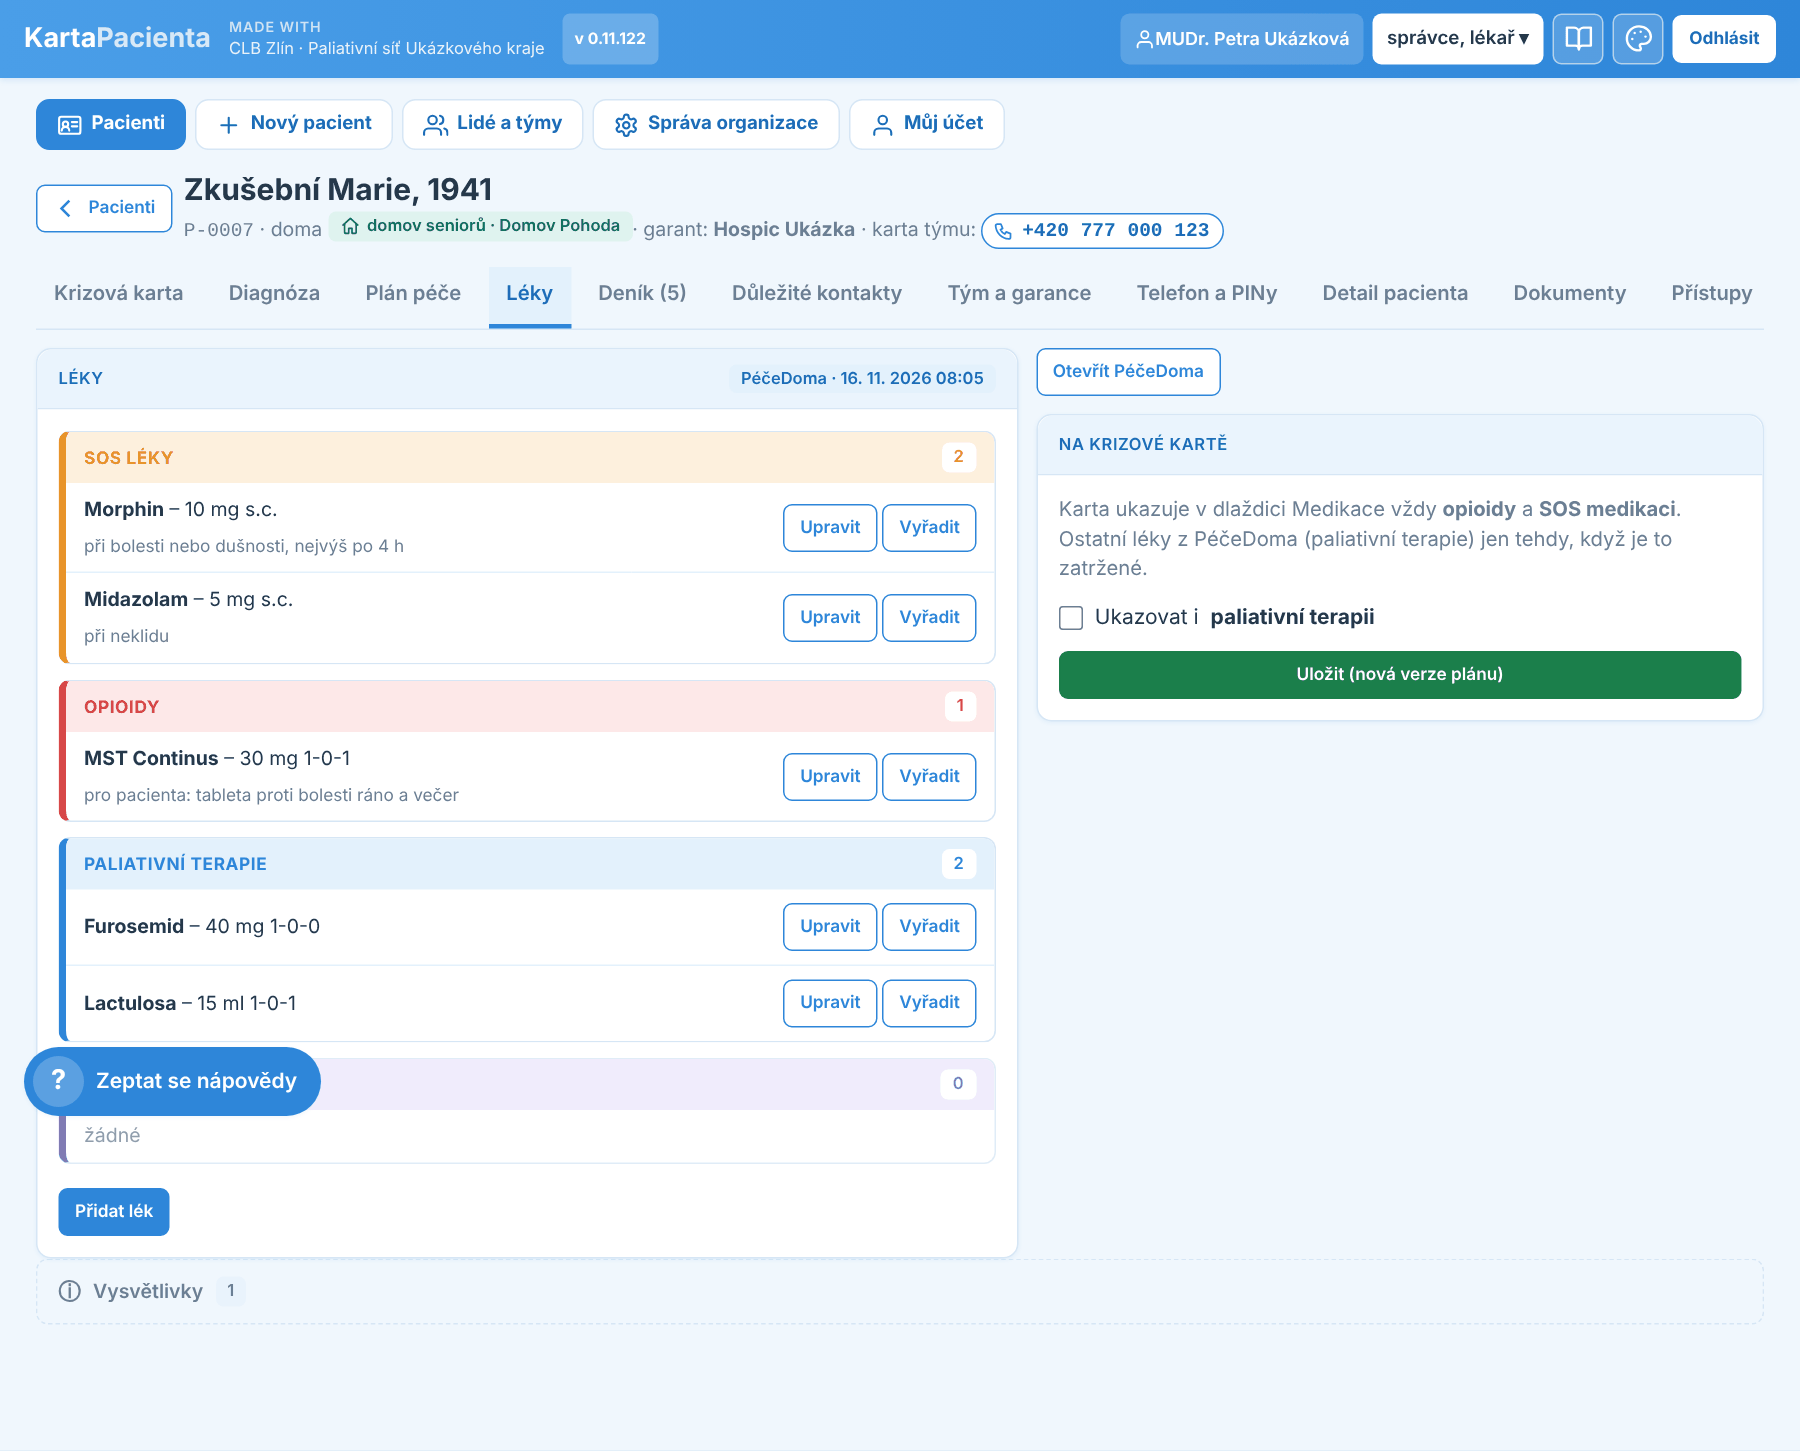 KartaPacienta
MADE WITH
CLB Zlín · Paliativní síť Ukázkového kraje
v 0.11.122
MUDr. Petra Ukázková
správce, lékař ▾
Odhlásit
Pacienti
Nový pacient
Lidé a týmy
Správa organizace
Můj účet
Pacienti
Zkušební Marie, 1941
P-0007 · doma domov seniorů · Domov Pohoda · garant: Hospic Ukázka · karta týmu: +420 777 000 123
Krizová karta
Diagnóza
Plán péče
Léky
Deník (5)
Důležité kontakty
Tým a garance
Telefon a PINy
Detail pacienta
Dokumenty
Přístupy
LÉKY
PéčeDoma · 16. 11. 2026 08:05
SOS LÉKY
2
Morphin – 10 mg s.c.
při bolesti nebo dušnosti, nejvýš po 4 h
Upravit
Vyřadit
Midazolam – 5 mg s.c.
při neklidu
Upravit
Vyřadit
OPIOIDY
1
MST Continus – 30 mg 1-0-1
pro pacienta: tableta proti bolesti ráno a večer
Upravit
Vyřadit
PALIATIVNÍ TERAPIE
2
Furosemid – 40 mg 1-0-0
Upravit
Vyřadit
Lactulosa – 15 ml 1-0-1
Upravit
Vyřadit
? Zeptat se nápovědy
0
žádné
Přidat lék
Otevřít PéčeDoma
NA KRIZOVÉ KARTĚ
Karta ukazuje v dlaždici Medikace vždy opioidy a SOS medikaci.
Ostatní léky z PéčeDoma (paliativní terapie) jen tehdy, když je to
zatržené.
Ukazovat i paliativní terapii
Uložit (nová verze plánu)
Vysvětlivky 1